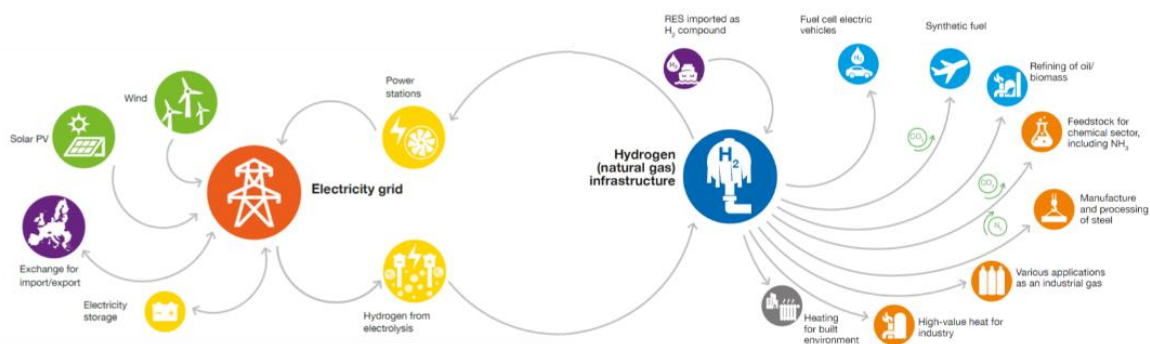 RES imported as
H₂ compound
Fuel cell electric
vehicles
Synthetic fuel
Refining of oil/
biomass
Wind
Power
stations
Solar PV
Feedstock for
chemical sector,
including NH₃
Electricity grid
Hydrogen
(natural gas)
infrastructure
H₂
H₂
H₂
CO₂
CO₂
N₂
Manufacture
and processing
of steel
Exchange for
import/export
Electricity
storage
Hydrogen from
electrolysis
Various applications
as an industrial gas
Heating
for built
environment
High-value heat for
industry